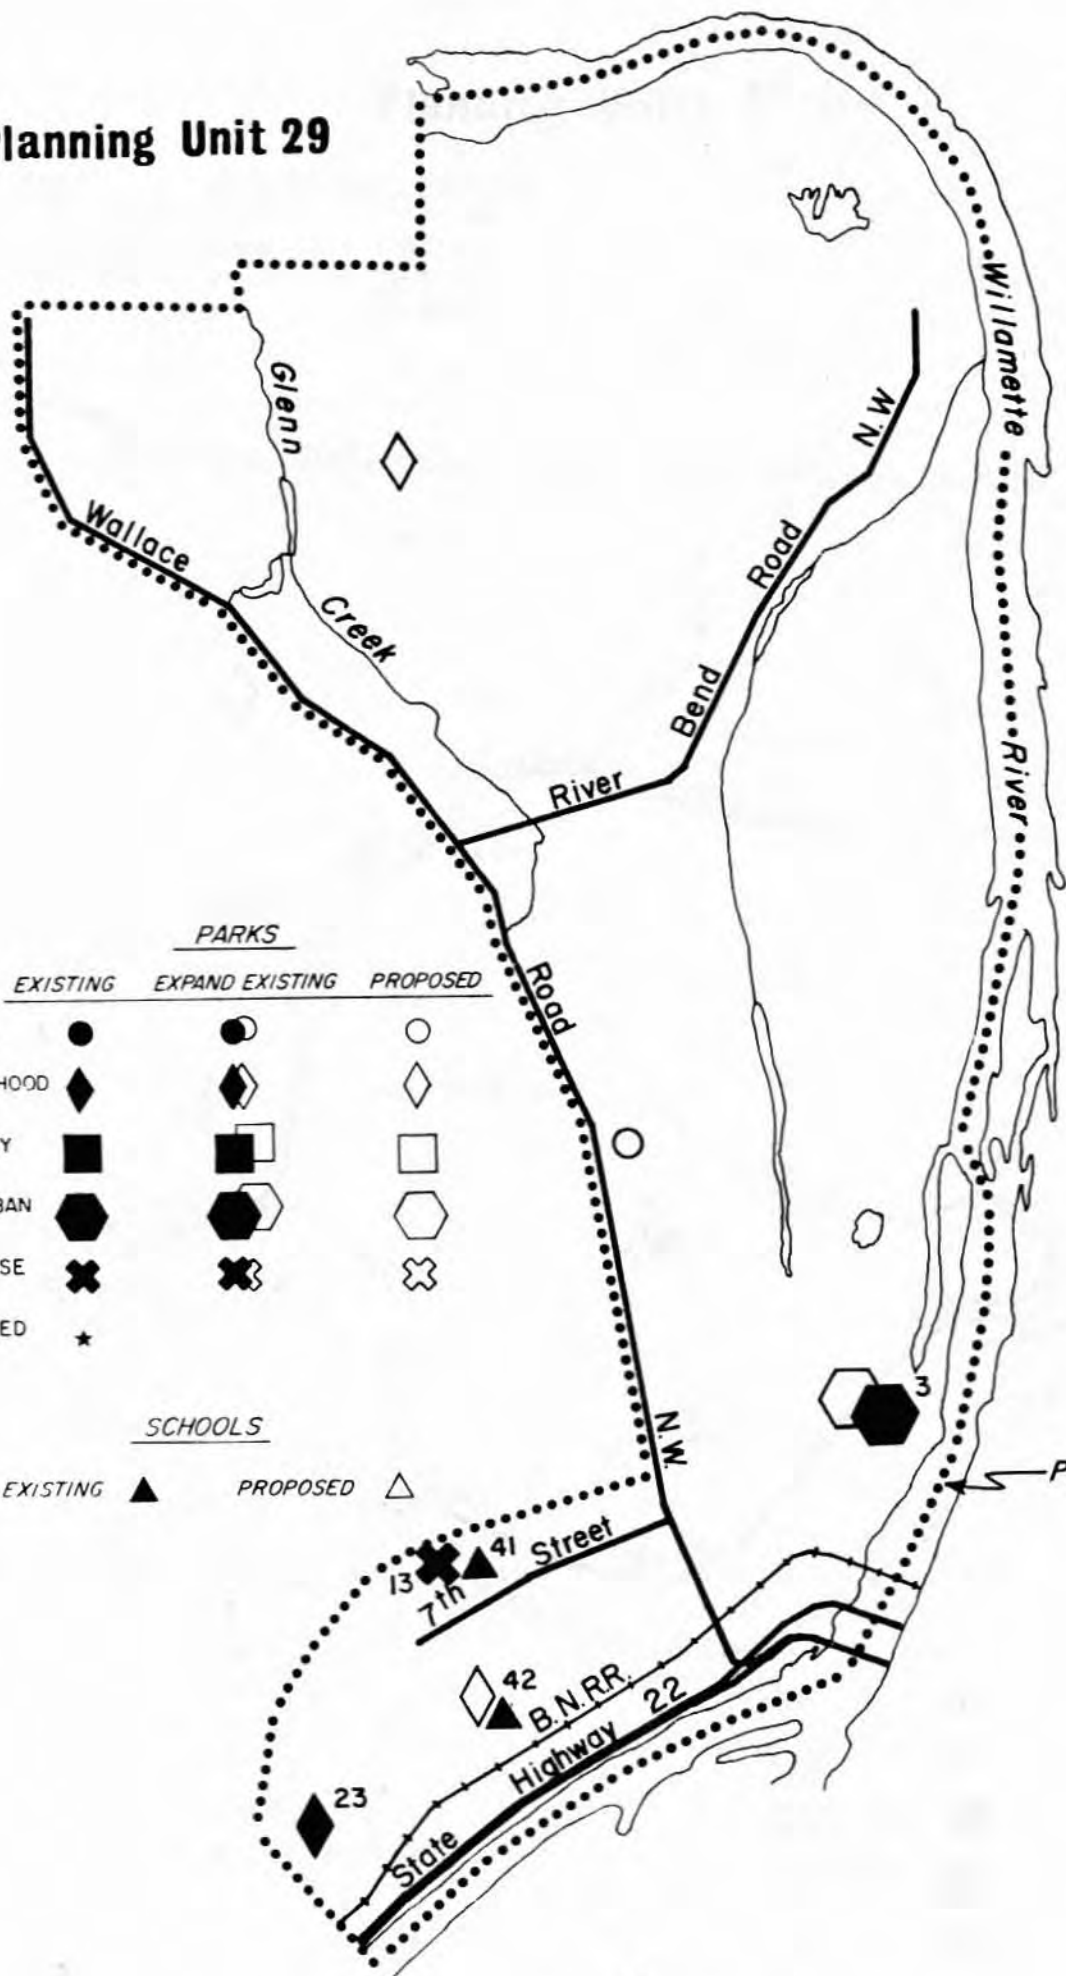 Planning Unit 29
Willamette
River
Glenn
Creek
N.W
Road
Bend
River
Wallace
Road
N.W.
PARKS
EXISTING EXPAND EXISTING PROPOSED
HOOD
Y
BAN
SE
ED
SCHOOLS
EXISTING PROPOSED
3
P
41
13
7th Street
42
B.N.R.R.
22
State Highway
23